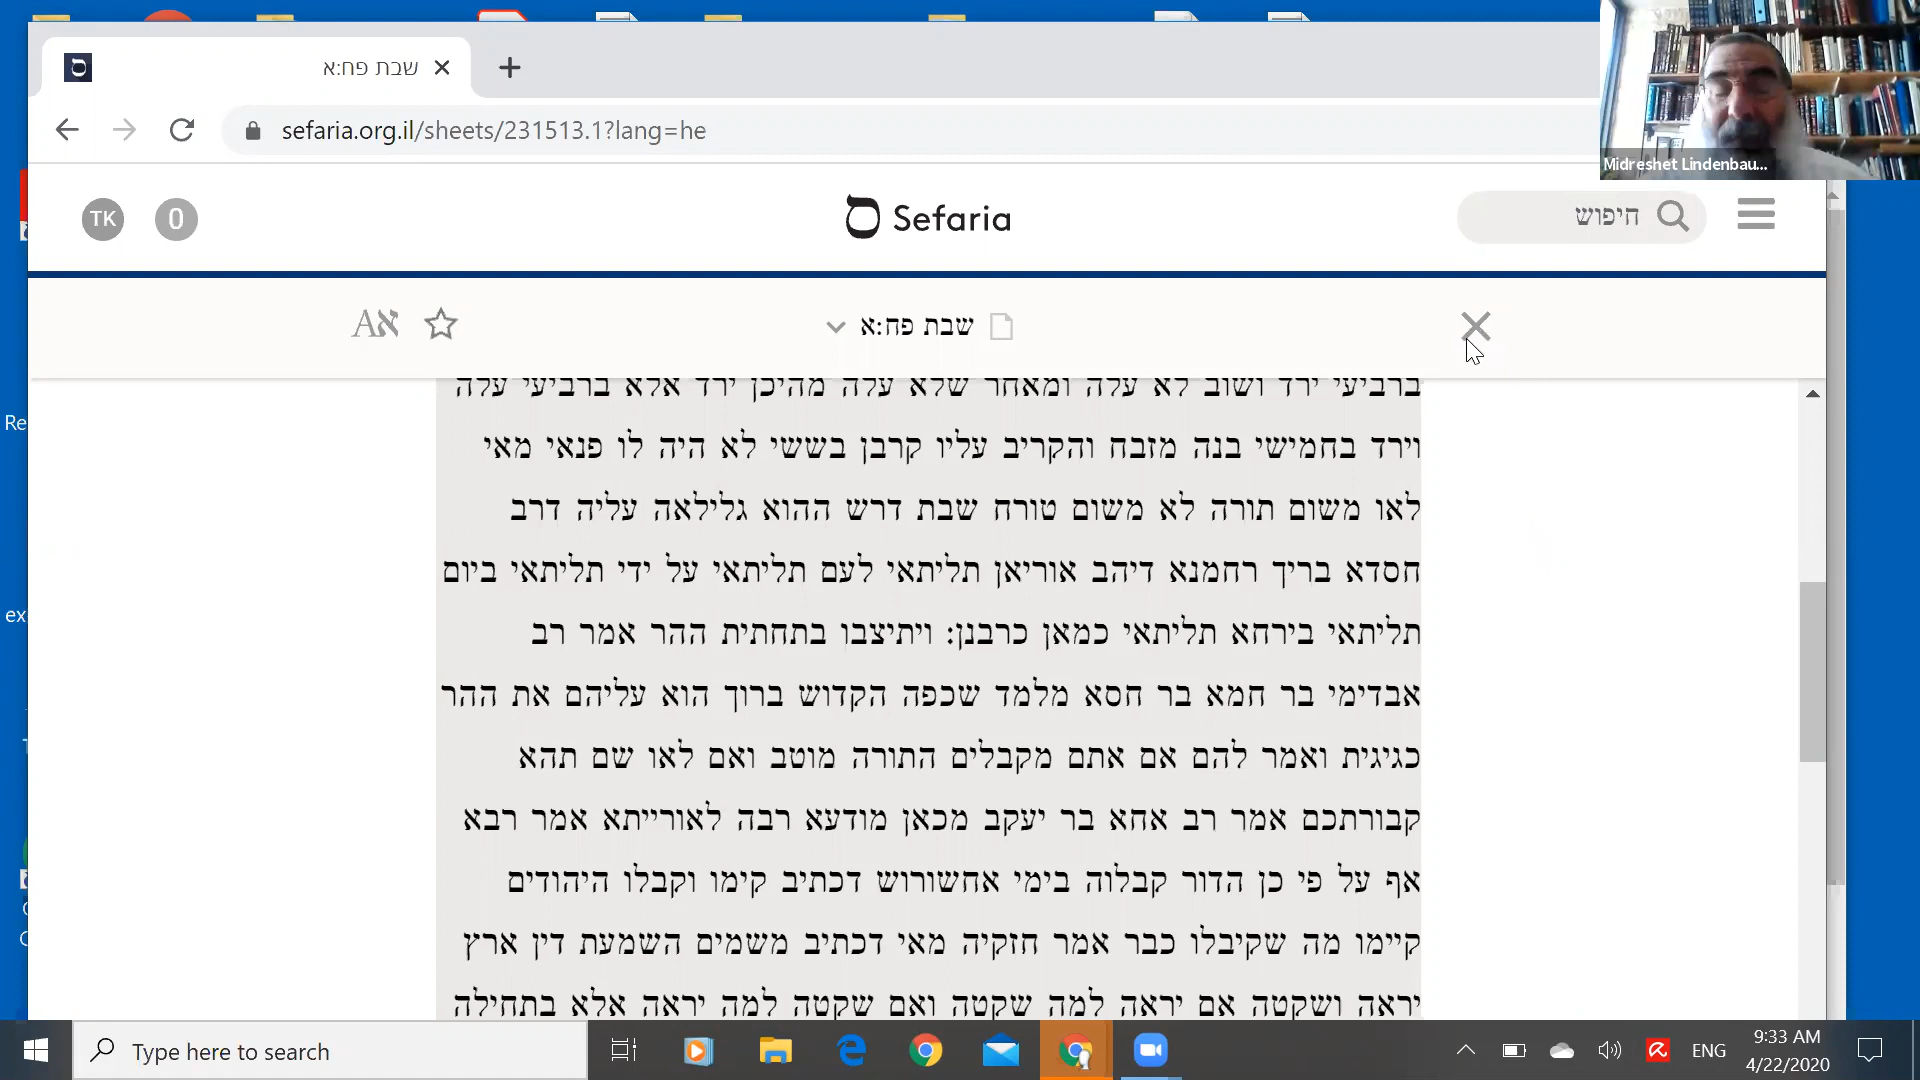 שבת פח:א
sefaria.org.il/sheets/231513.1?lang=he
Midreshet Lindenbau...
TK
0
Sefaria
חיפוש
Aא
שבת פח:א
ברביעי ירד ושוב לא עלה ומאחר שלא עלה מהיכן ירד אלא ברביעי עלה
וירד בחמישי בנה מזבח והקריב עליו קרבן בששי לא היה לו פנאי מאי
לאו משום תורה לא משום טורח שבת דרש ההוא גלילאה עליה דרב
חסדא בריך רחמנא דיהב אוריאן תליתאי לעם תליתאי על ידי תליתאי ביום
תליתאי בירחא תליתאי כמאן כרבנן: ויתיצבו בתחתית ההר אמר רב
אבדימי בר חמא בר חסא מלמד שכפה הקדוש ברוך הוא עליהם את ההר
כגיגית ואמר להם אם אתם מקבלים התורה מוטב ואם לאו שם תהא
קבורתכם אמר רב אחא בר יעקב מכאן מודעא רבה לאורייתא אמר רבא
אף על פי כן הדור קבלוה בימי אחשורוש דכתיב קימו וקבלו היהודים
קיימו מה שקיבלו כבר אמר חזקיה מאי דכתיב משמים השמעת דין ארץ
יראה ושקטה אם יראה למה שקטה ואם שקטה למה יראה אלא בתחילה
Re
ex
Type here to search
ENG
9:33 AM
4/22/2020